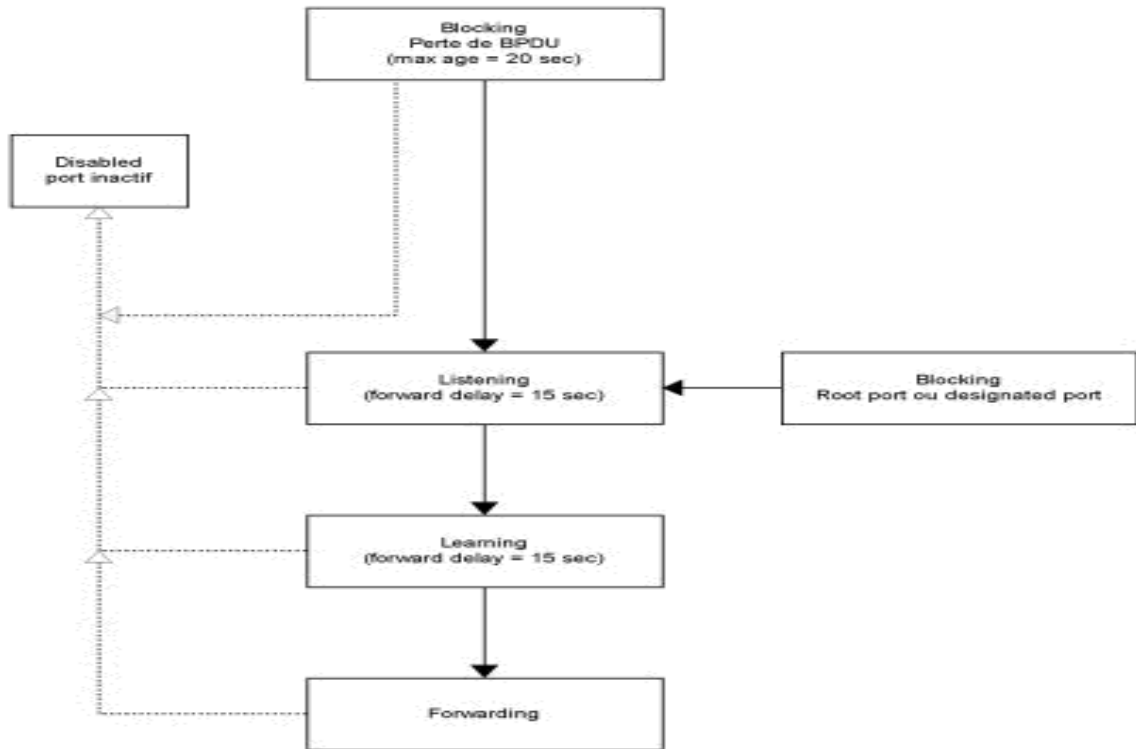 Blocking
Perte de BPDU
(max age = 20 sec)
Disabled
port inactif
Listening
(forward delay = 15 sec)
Blocking
Root port ou designated port
Learning
(forward delay = 15 sec)
Forwarding